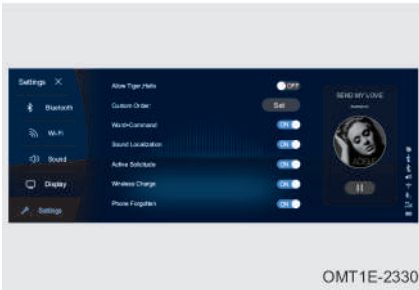 Settings ×
Bluetooth
Wi-Fi
Sound
Display
Settings
Allow Tiger,Hello
OFF
Custom Order:
Set
Word-Command
ON
Sound Localization
ON
Active Solicitude
ON
Wireless Charge
ON
Phone Forgotten
ON
SEND MY LOVE
ADELE
OMT1E-2330